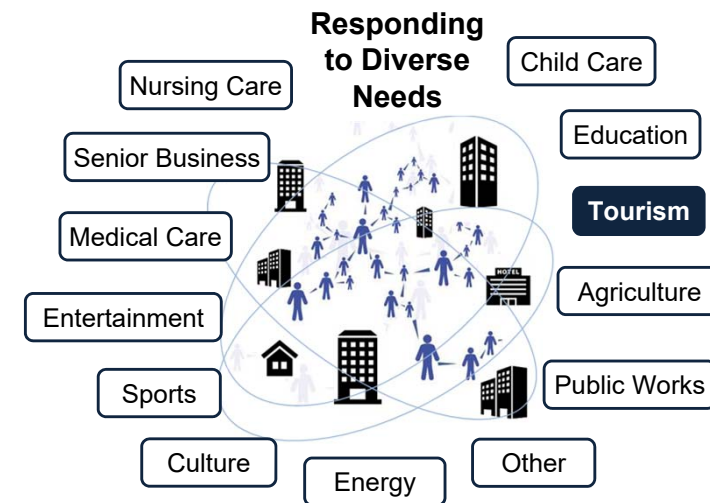 Responding
to Diverse
Needs
Child Care
Nursing Care
Education
Senior Business
Tourism
Medical Care
HOTEL
Agriculture
Entertainment
Public Works
Sports
Culture
Other
Energy